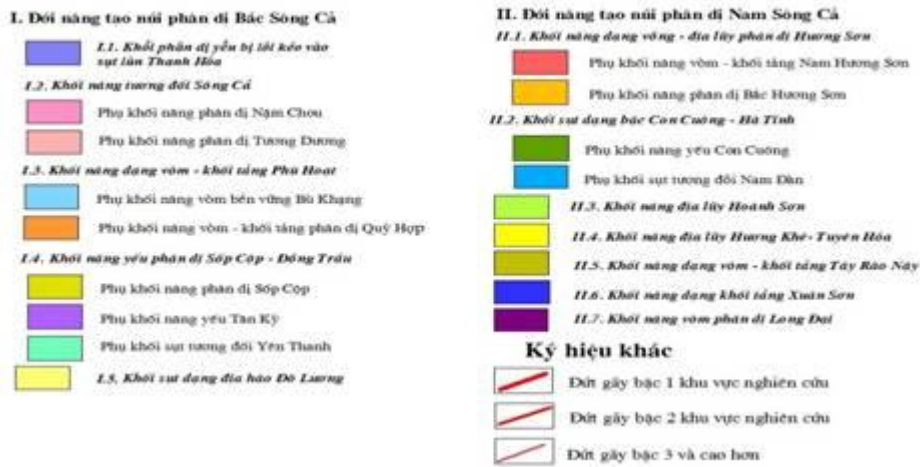 I. Đới nâng tạo núi phân dị Bắc Sông Cả
I.1. Khối phân dị yếu bị lôi kéo vào
sụt lún Thanh Hóa
I.2. Khối nâng tương đối Sông Cả
Phụ khối nâng phân dị Nậm Chou
Phụ khối nâng phân dị Tương Dương
I.3. Khối nâng dạng vòm - khối tảng Phu Hoạt
Phụ khối nâng vòm bền vững Bù Khạng
Phụ khối nâng vòm - khối tảng phân dị Quỳ Hợp
I.4. Khối nâng yếu phân dị Sốp Cộp - Đồng Trầu
Phụ khối nâng phân dị Sốp Cộp
Phụ khối nâng yếu Tân Kỳ
Phụ khối sụt tương đối Yên Thành
I.5. Khối sụt dạng địa hào Đô Lương
II. Đới nâng tạo núi phân dị Nam Sông Cả
II.1. Khối nâng dạng vồng - địa lũy phân dị Hương Sơn
Phụ khối nâng vòm - khối tảng Nam Hương Sơn
Phụ khối nâng phân dị Bắc Hương Sơn
II.2. Khối sụt dạng bậc Con Cuông - Hà Tĩnh
Phụ khối nâng yếu Con Cuông
Phụ khối sụt tương đối Nam Đàn
II.3. Khối nâng địa lũy Hoành Sơn
II.4. Khối nâng địa lũy Hương Khê- Tuyên Hóa
II.5. Khối nâng dạng vòm - khối tảng Tây Rào Nậy
II.6. Khối nâng dạng khối tảng Xuân Sơn
II.7. Khối nâng vòm phân dị Long Đại
Ký hiệu khác
Đứt gãy bậc 1 khu vực nghiên cứu
Đứt gãy bậc 2 khu vực nghiên cứu
Đứt gãy bậc 3 và cao hơn